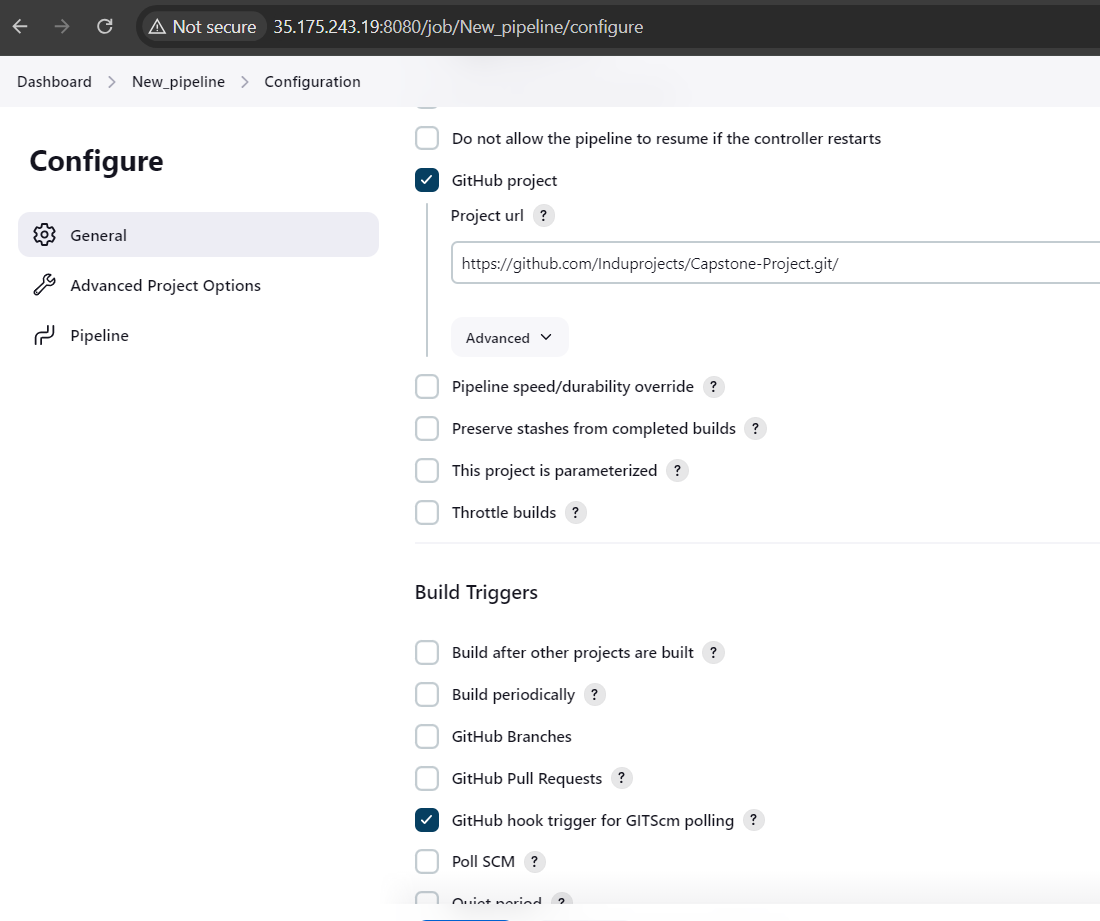 Not secure 35.175.243.19:8080/job/New_pipeline/configure
Dashboard > New_pipeline > Configuration
Configure
General
Advanced Project Options
Pipeline
Do not allow the pipeline to resume if the controller restarts
GitHub project
Project url ?
https://github.com/Induprojects/Capstone-Project.git/
Advanced
Pipeline speed/durability override ?
Preserve stashes from completed builds ?
This project is parameterized ?
Throttle builds ?
Build Triggers
Build after other projects are built ?
Build periodically ?
GitHub Branches
GitHub Pull Requests ?
GitHub hook trigger for GITScm polling ?
Poll SCM ?
Quiet period ?